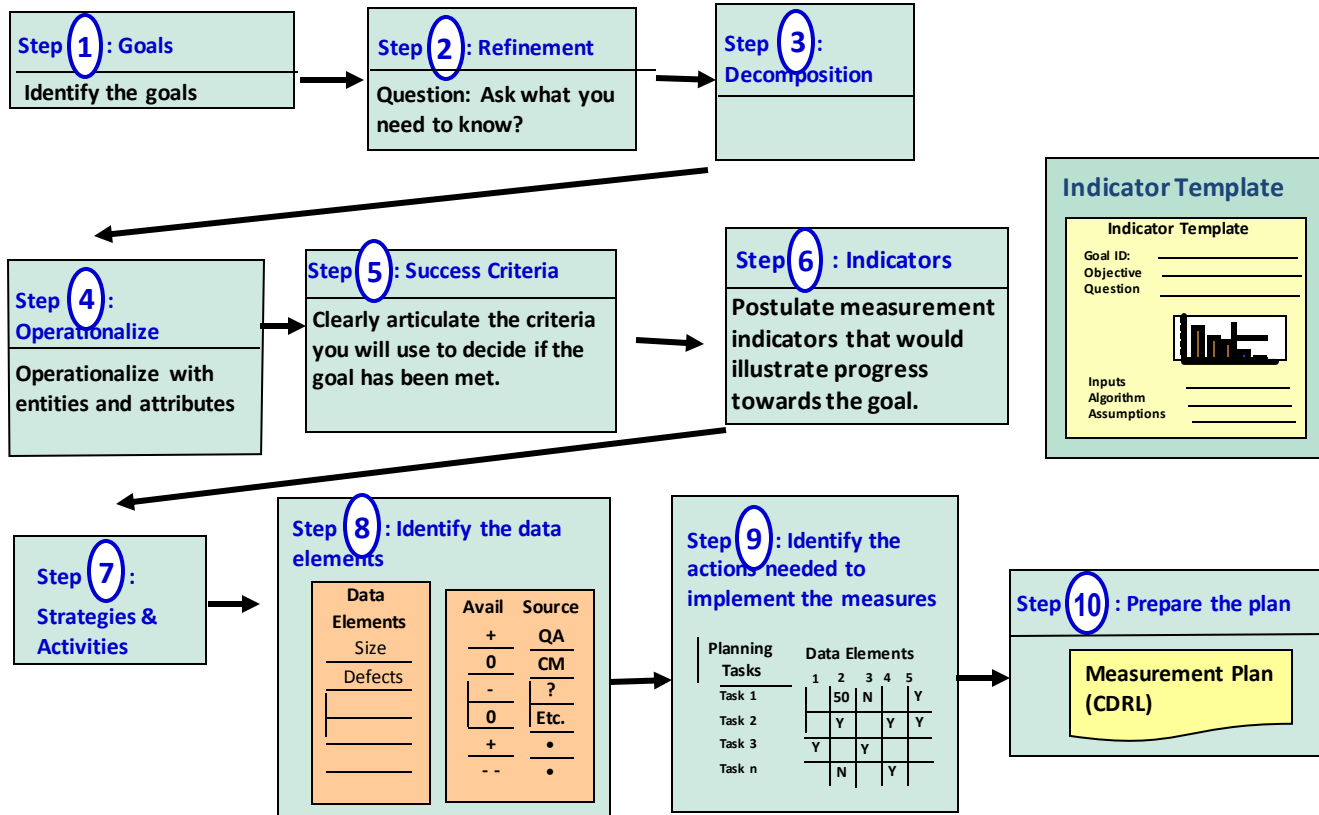 Step 1 : Goals
Identify the goals
Step 2 : Refinement
Question: Ask what you
need to know?
Step 3 :
Decomposition
Step 4 :
Operationalize
Operationalize with
entities and attributes
Step 5 : Success Criteria
Clearly articulate the criteria
you will use to decide if the
goal has been met.
Step 6 : Indicators
Postulate measurement
indicators that would
illustrate progress
towards the goal.
Indicator Template
Indicator Template
Goal ID:
Objective
Question
Inputs
Algorithm
Assumptions
Step 7 :
Strategies &
Activities
Step 8 : Identify the data
elements
Data
Elements
Size
Defects
Avail Source
+ QA
0 CM
- ?
0 Etc.
+ •
- - •
Step 9 : Identify the
actions needed to
implement the measures
Planning
Tasks
Data Elements
1 2 3 4 5
Task 1 50 N Y
Task 2 Y Y Y
Task 3 Y Y
Task n N Y
Step 10 : Prepare the plan
Measurement Plan
(CDRL)